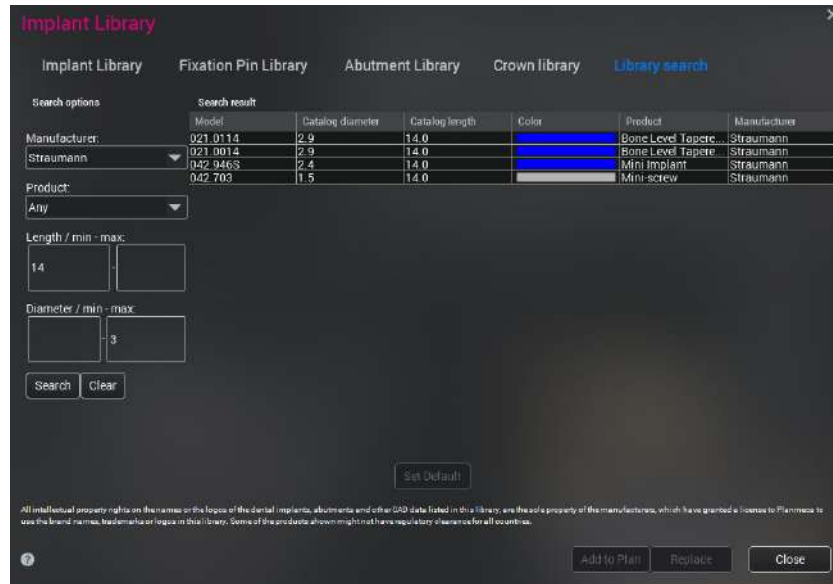 Implant Library
Implant Library Fixation Pin Library Abutment Library Crown library Library search
Search options Search result
Model Catalog diameter Catalog length Color Product Manufacturer
Manufacturer:
021.0114 2.9 14.0 Bone Level Tapere... Straumann
Straumann
021.0014 2.9 14.0 Bone Level Tapere... Straumann
042.946S 2.4 14.0 Mini Implant Straumann
042.703 1.5 14.0 Mini-screw Straumann
Product:
Any
Length / min - max:
14 -
Diameter / min - max:
- 3
Search Clear
Set Default
All intellectual property rights on the names or the logos of the dental implants, abutments and other CAD data listed in this library, are the sole property of the manufacturers, which have granted a license to Planmeca to
use the brand names, trademarks or logos in this library. Some of the products shown might not have regulatory clearance for all countries.
? Add to Plan Replace Close